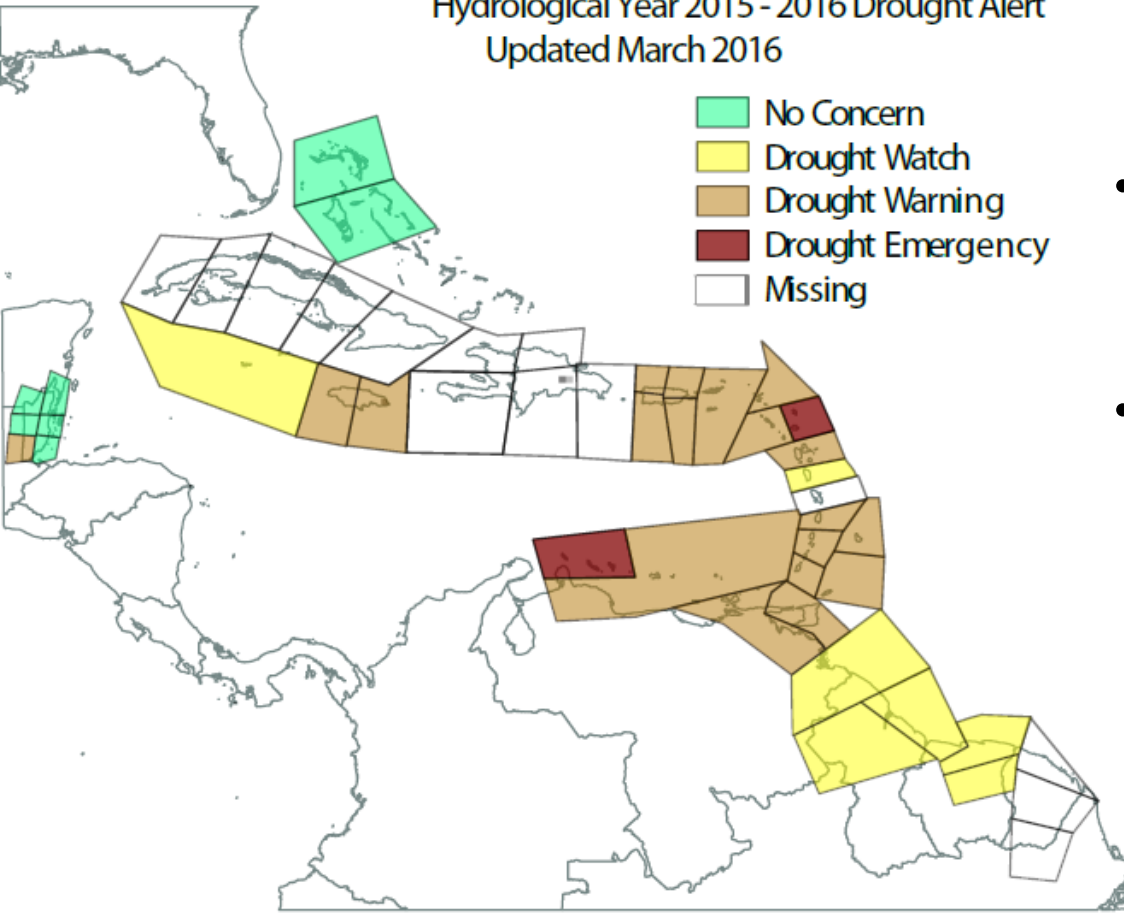 Hydrological Year 2015 - 2016 Drought Alert
Updated March 2016
No Concern
Drought Watch
Drought Warning
Drought Emergency
Missing